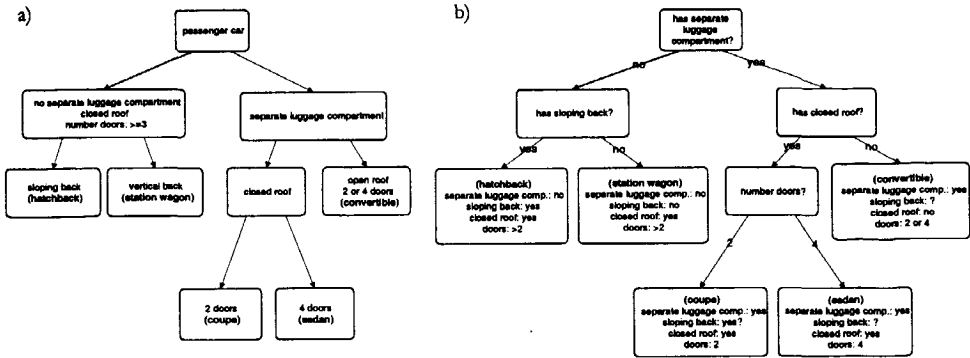 a)
passenger car
no separate luggage compartment
closed roof
number doors: >=3
separate luggage compartment
sloping back
(hatchback)
vertical back
(station wagon)
closed roof
open roof
2 or 4 doors
(convertible)
2 doors
(coupe)
4 doors
(sedan)
b)
has separate
luggage
compartment?
no
yes
has sloping back?
has closed roof?
yes
no
yes
no
(hatchback)
separate luggage comp.: no
sloping back: yes
closed roof: yes
doors: >2
(station wagon)
separate luggage comp.: no
sloping back: no
closed roof: yes
doors: >2
number doors?
(convertible)
separate luggage comp.: yes
sloping back: ?
closed roof: no
doors: 2 or 4
2
4
(coupe)
separate luggage comp.: yes
sloping back: yes?
closed roof: yes
doors: 2
(sedan)
separate luggage comp.: yes
sloping back: ?
closed roof: yes
doors: 4